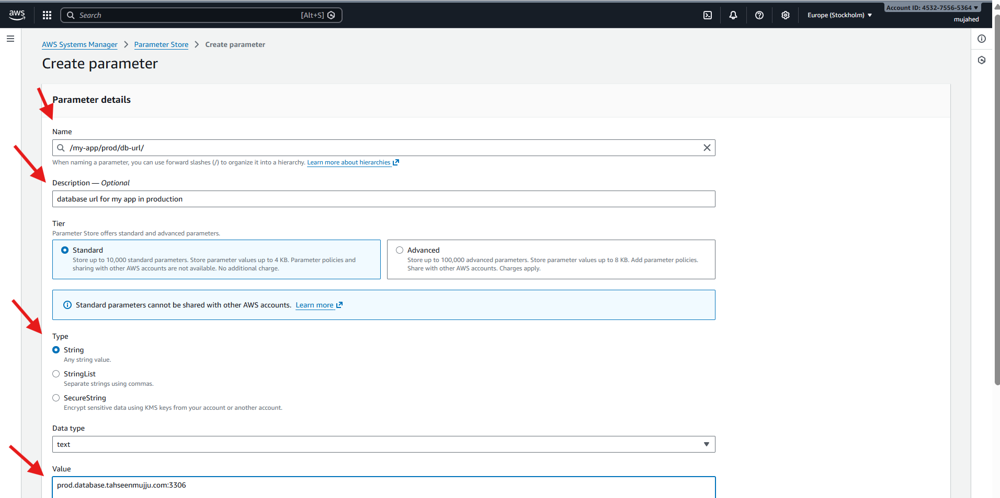 aws
Search [Alt+S]
Europe (Stockholm)
Account ID: 4532-7556-5364
mujahed
AWS Systems Manager > Parameter Store > Create parameter
Create parameter
Parameter details
Name
/my-app/prod/db-url/
When naming a parameter, you can use forward slashes (/) to organize it into a hierarchy. Learn more about hierarchies
Description — Optional
database url for my app in production
Tier
Parameter Store offers standard and advanced parameters.
Standard
Store up to 10,000 standard parameters. Store parameter values up to 4 KB. Parameter policies and
sharing with other AWS accounts are not available. No additional charge.
Advanced
Store up to 100,000 advanced parameters. Store parameter values up to 8 KB. Add parameter policies.
Share with other AWS accounts. Charges apply.
Standard parameters cannot be shared with other AWS accounts. Learn more
Type
String
Any string value.
StringList
Separate strings using commas.
SecureString
Encrypt sensitive data using KMS keys from your account or another account.
Data type
text
Value
prod.database.tahseenmujju.com:3306